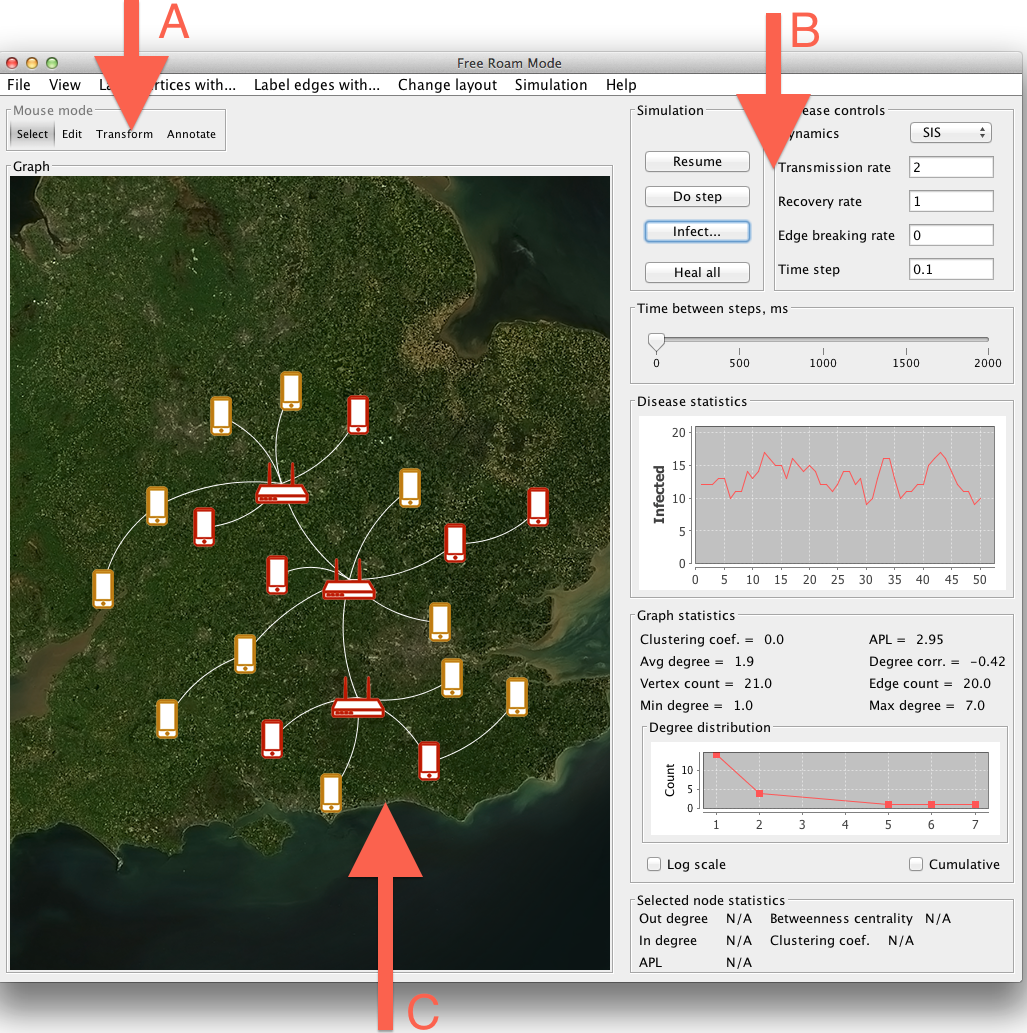 A
B
Free Roam Mode
File View La rtices with... Label edges with... Change layout Simulation Help
Mouse mode
Select Edit Transform Annotate
Graph
Simulation
Resume
Do step
Infect...
Heal all
ease controls
ynamics SIS
Transmission rate 2
Recovery rate 1
Edge breaking rate 0
Time step 0.1
Time between steps, ms
0 500 1000 1500 2000
Disease statistics
Infected
20
15
10
5
0
0 5 10 15 20 25 30 35 40 45 50
Graph statistics
Clustering coef. = 0.0 APL = 2.95
Avg degree = 1.9 Degree corr. = -0.42
Vertex count = 21.0 Edge count = 20.0
Min degree = 1.0 Max degree = 7.0
Degree distribution
Count
10
5
0
1 2 3 4 5 6 7
Log scale Cumulative
Selected node statistics
Out degree N/A Betweenness centrality N/A
In degree N/A Clustering coef. N/A
APL N/A
C